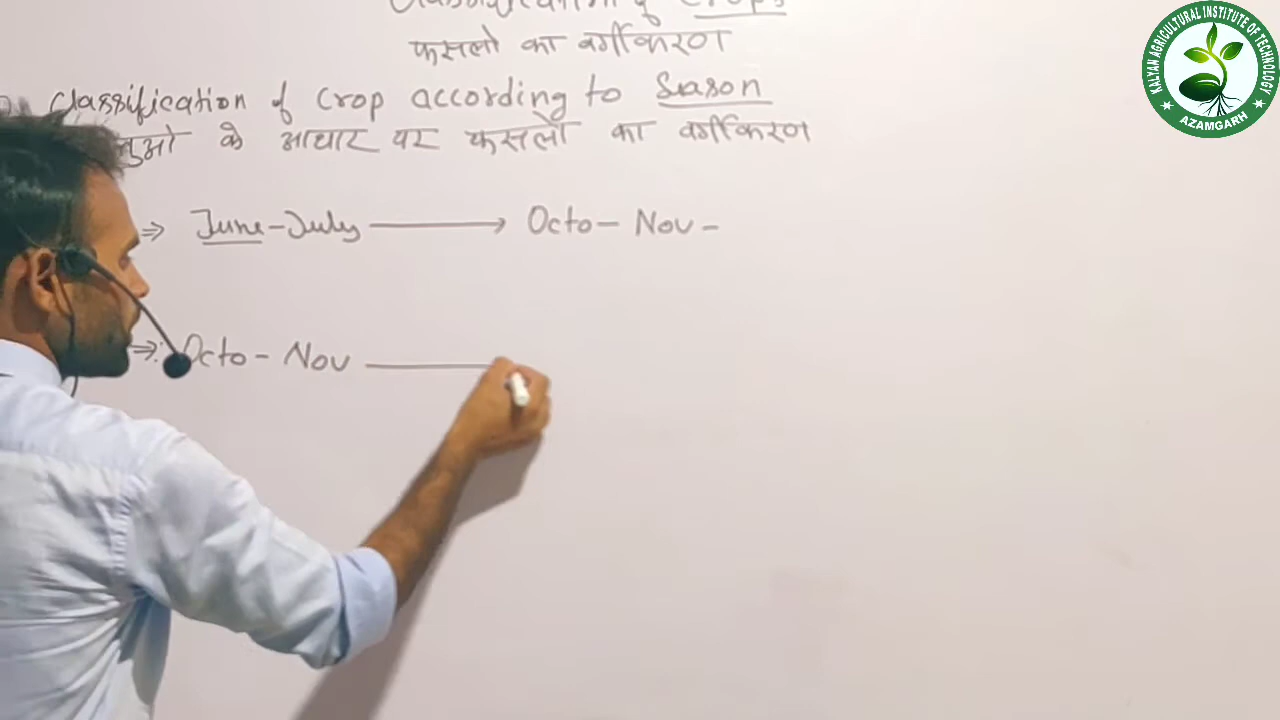 Classification of Crops
फसलो का वर्गीकरण
Classification of Crop according to Season
के आधार पर फसलो का वर्गीकरण
⇒ June-July ⟶ Octo- Nov-
⇒ Octo- Nov
KALYAN AGRICULTURAL INSTITUTE OF TECHNOLOGY
AZAMGARH